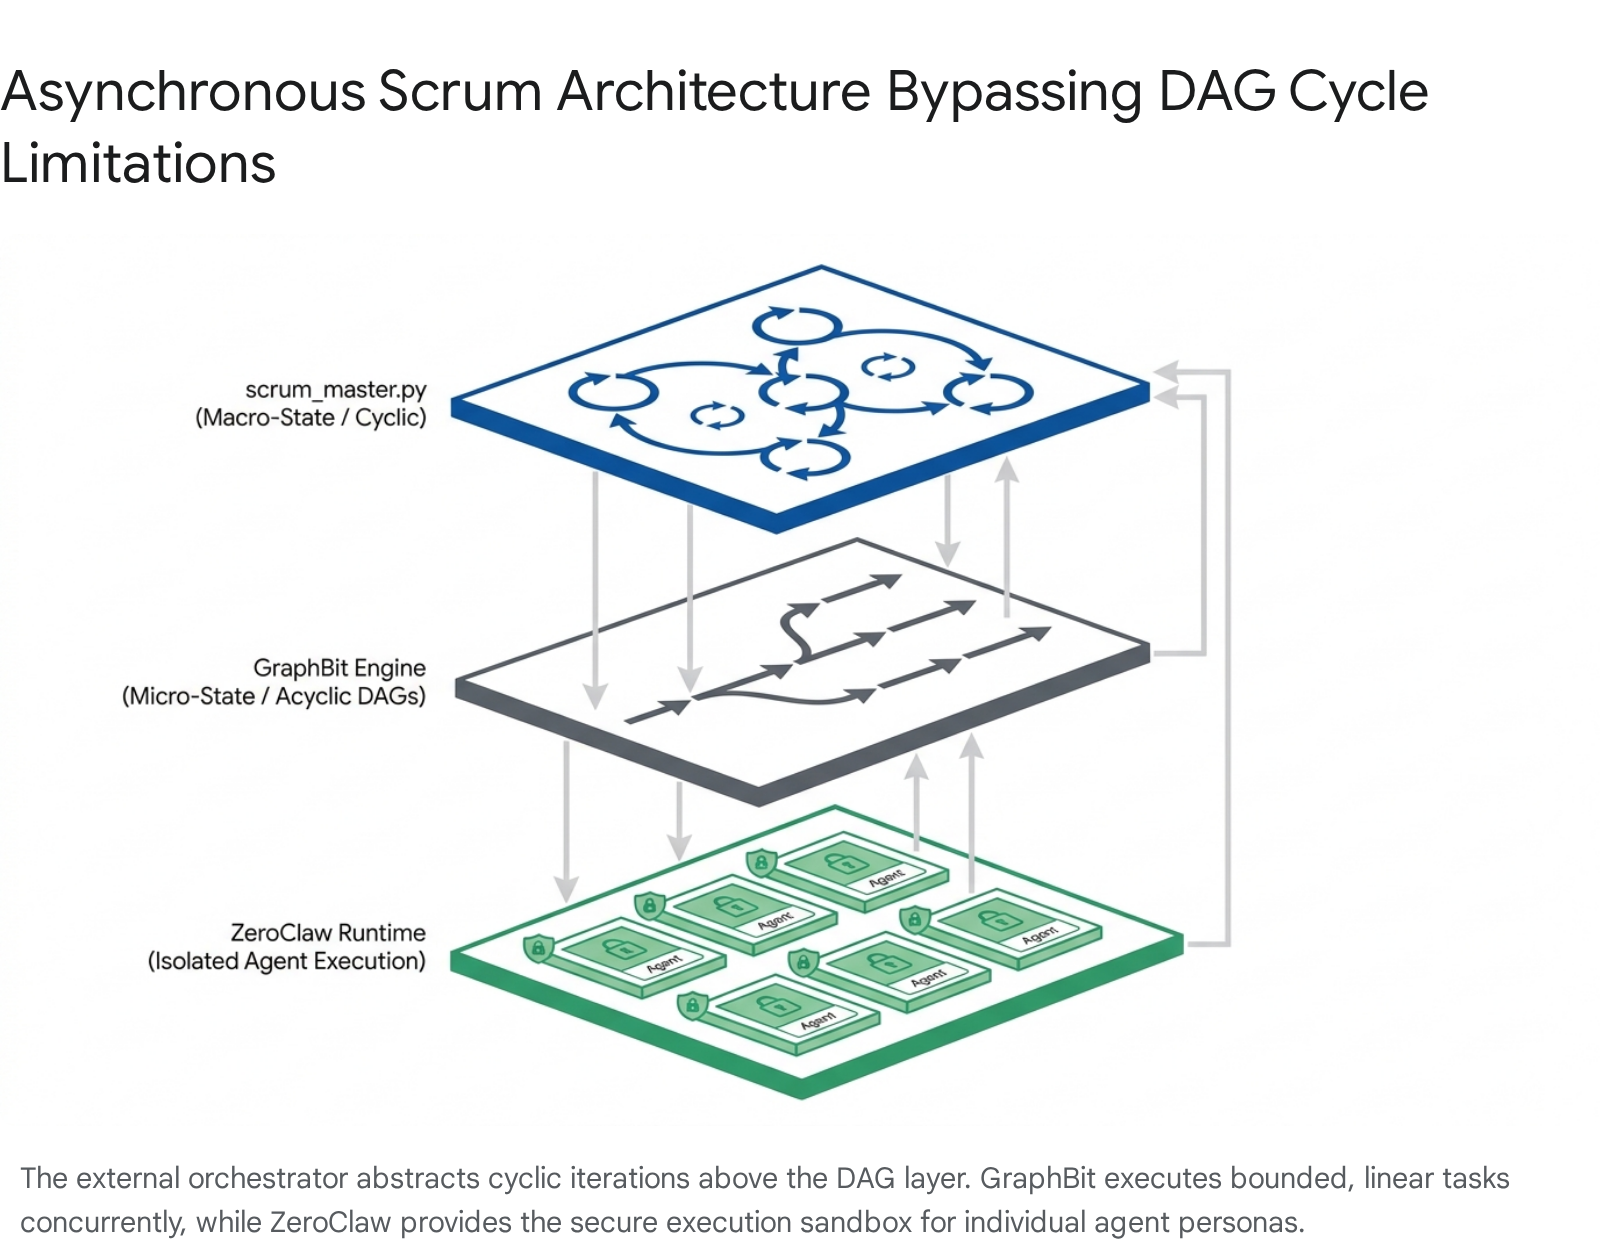 Asynchronous Scrum Architecture Bypassing DAG Cycle
Limitations
scrum_master.py
(Macro-State / Cyclic)
GraphBit Engine
(Micro-State / Acyclic DAGs)
Agent
Agent
Agent
Agent
Agent
Agent
ZeroClaw Runtime
(Isolated Agent Execution)
The external orchestrator abstracts cyclic iterations above the DAG layer. GraphBit executes bounded, linear tasks
concurrently, while ZeroClaw provides the secure execution sandbox for individual agent personas.